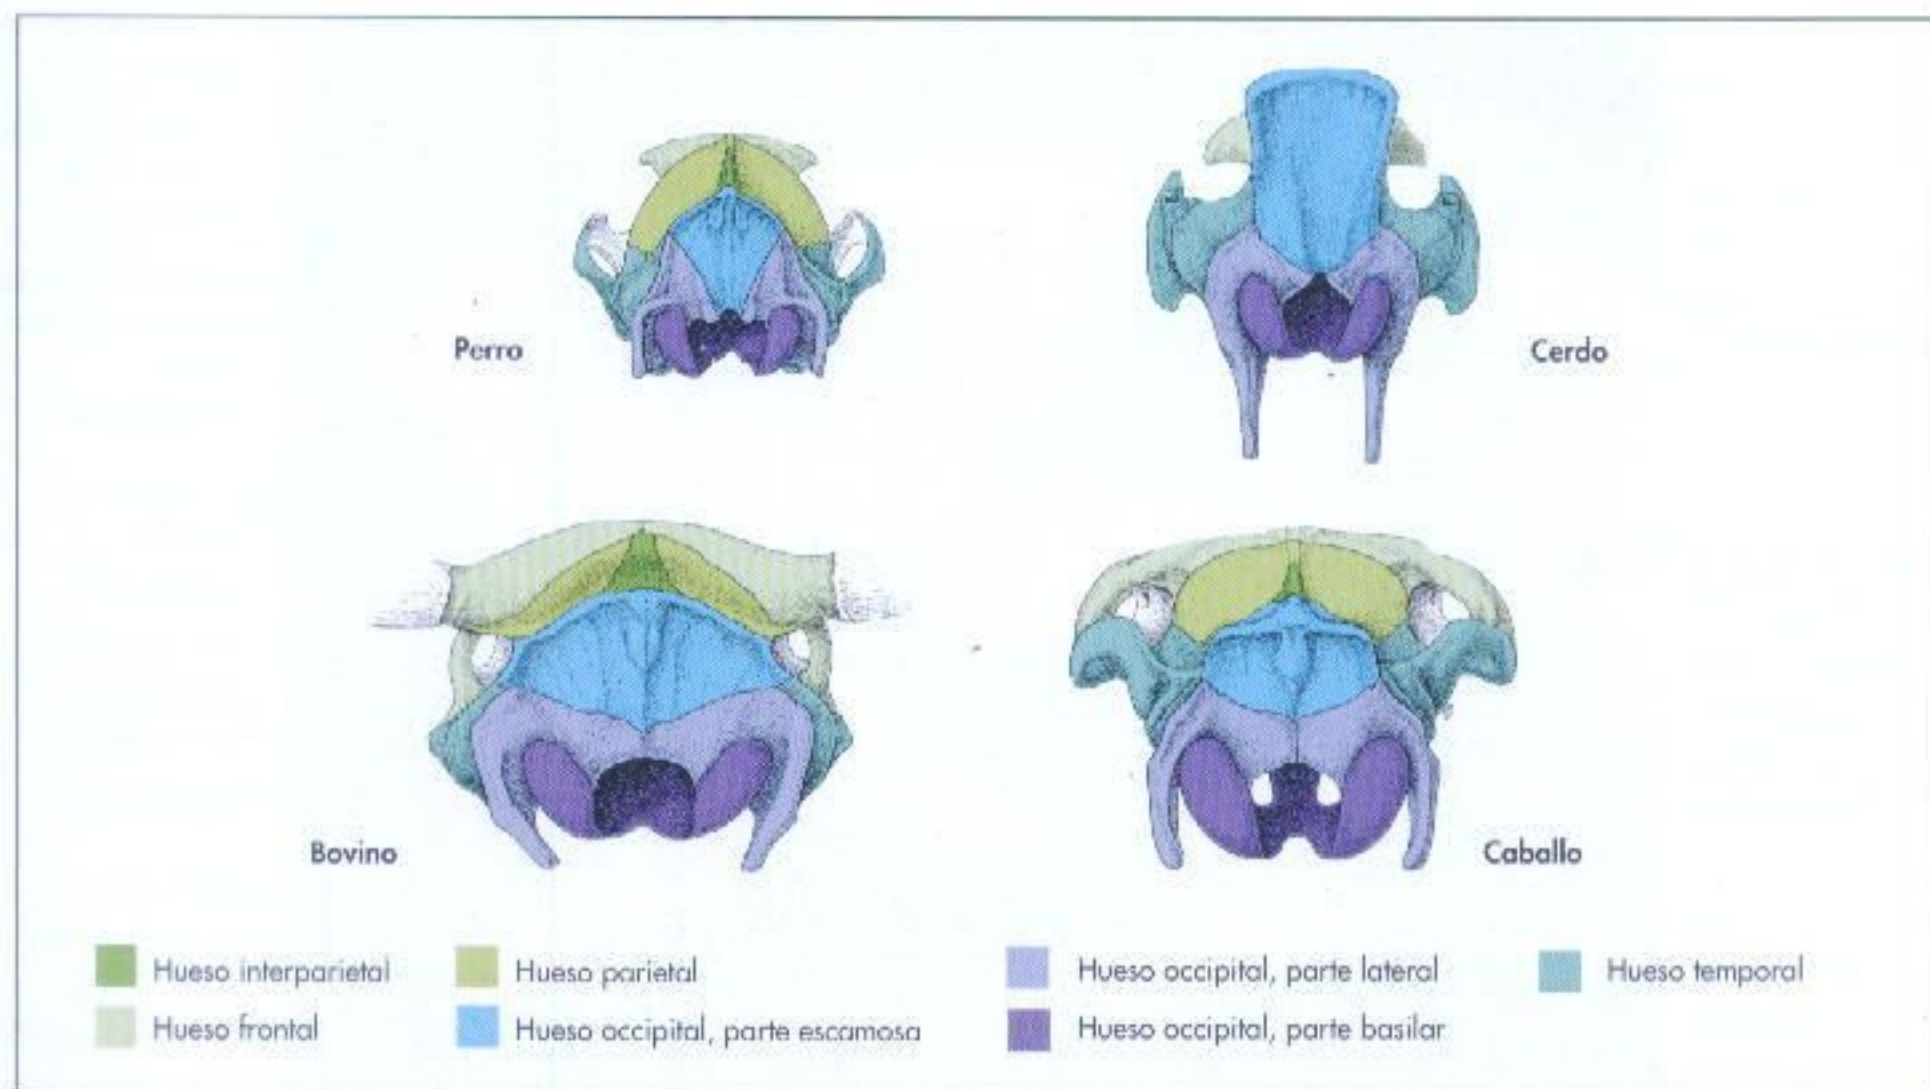 Perro
Cerdo
Bovino
Caballo
Hueso interparietal
Hueso parietal
Hueso occipital, parte lateral
Hueso temporal
Hueso frontal
Hueso occipital, parte escamosa
Hueso occipital, parte basilar